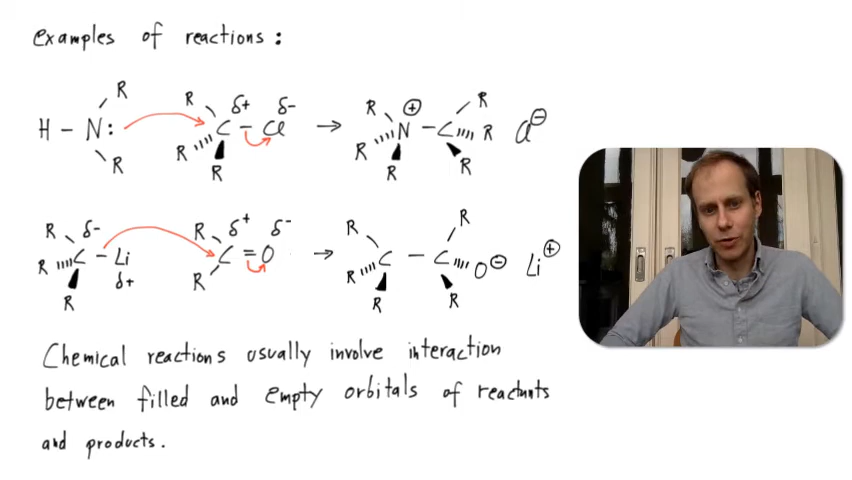 examples of reactions:
R R δ+ δ- R ⊕ R
H – N: C – Cl → N – C R Cl⊖
R R R R R R
R δ- R δ+ δ- R R
R C – Li C = O → C – C O⊖ Li⊕
R δ+ R R R R
Chemical reactions usually involve interaction
between filled and empty orbitals of reactants
and products.